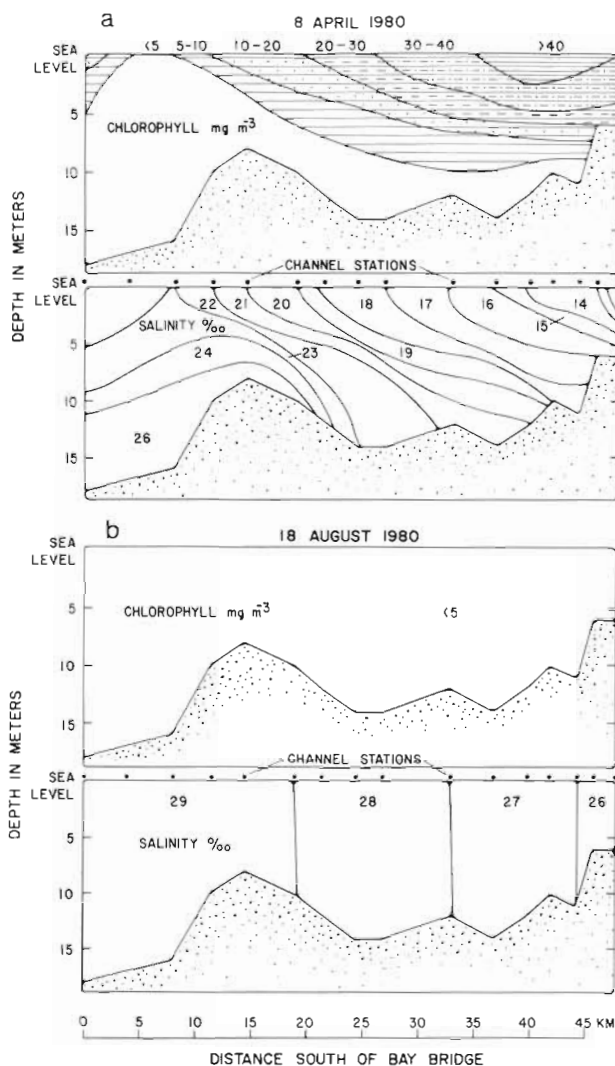 a
8 APRIL 1980
<5 5-10 10-20 20-30 30-40 >40
SEA
LEVEL
5
CHLOROPHYLL mg m⁻³
10
15
CHANNEL STATIONS
SEA
LEVEL
22 21 20 18 17 16 14
15
SALINITY ‰
5
24 23 19
10
26
15
DEPTH IN METERS
b
18 AUGUST 1980
SEA
LEVEL
5
CHLOROPHYLL mg m⁻³ <5
10
15
CHANNEL STATIONS
SEA
LEVEL
29 28 27 26
5
SALINITY ‰
10
15
DEPTH IN METERS
0 5 10 15 20 25 30 35 40 45 KM
DISTANCE SOUTH OF BAY BRIDGE